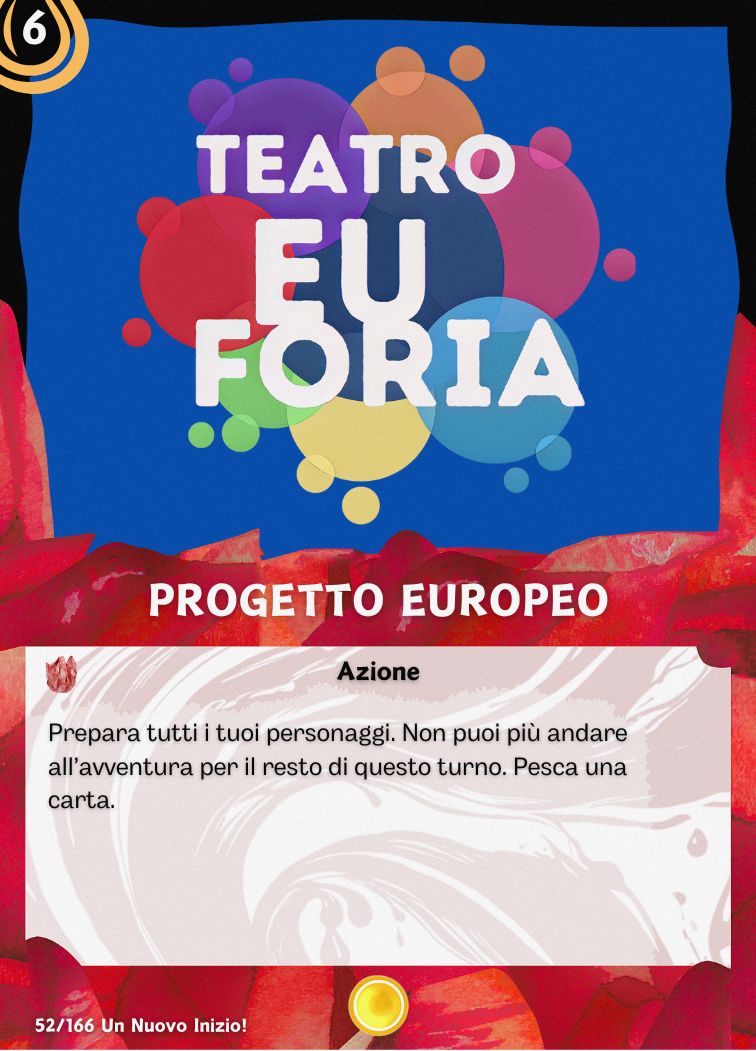 6
TEATRO
EU
FORIA
PROGETTO EUROPEO
Azione
Prepara tutti i tuoi personaggi. Non puoi più andare
all'avventura per il resto di questo turno. Pesca una
carta.
52/166 Un Nuovo Inizio!